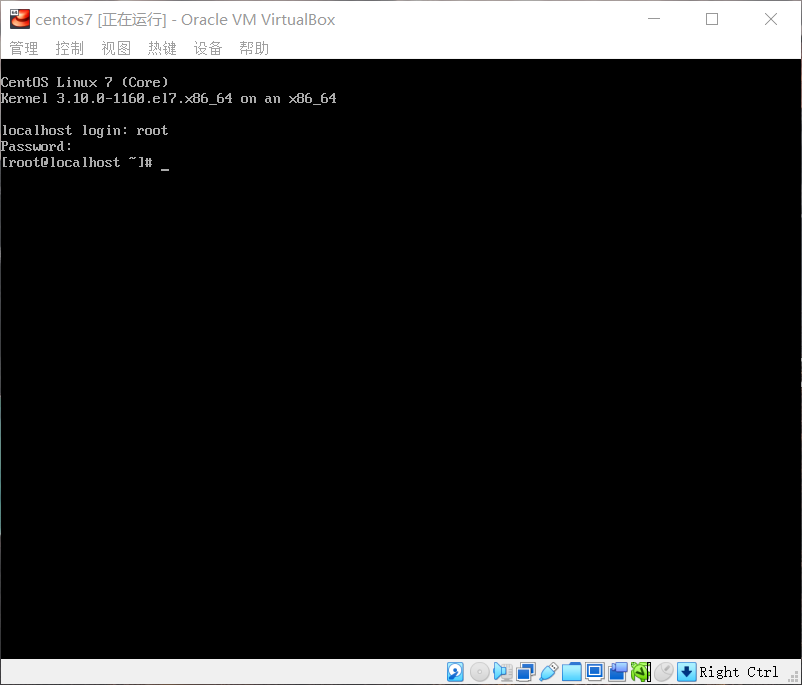 centos7 [正在运行] - Oracle VM VirtualBox
管理 控制 视图 热键 设备 帮助
CentOS Linux 7 (Core)
Kernel 3.10.0-1160.el7.x86_64 on an x86_64
localhost login: root
Password:
[root@localhost ~]# _
Right Ctrl